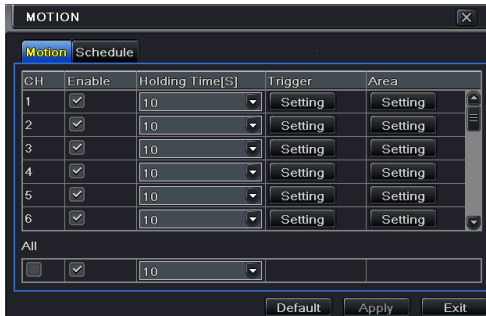 MOTION
Motion Schedule
CH Enable Holding Time[S] Trigger Area
1 10 Setting Setting
2 10 Setting Setting
3 10 Setting Setting
4 10 Setting Setting
5 10 Setting Setting
6 10 Setting Setting
All
10
Default Apply Exit